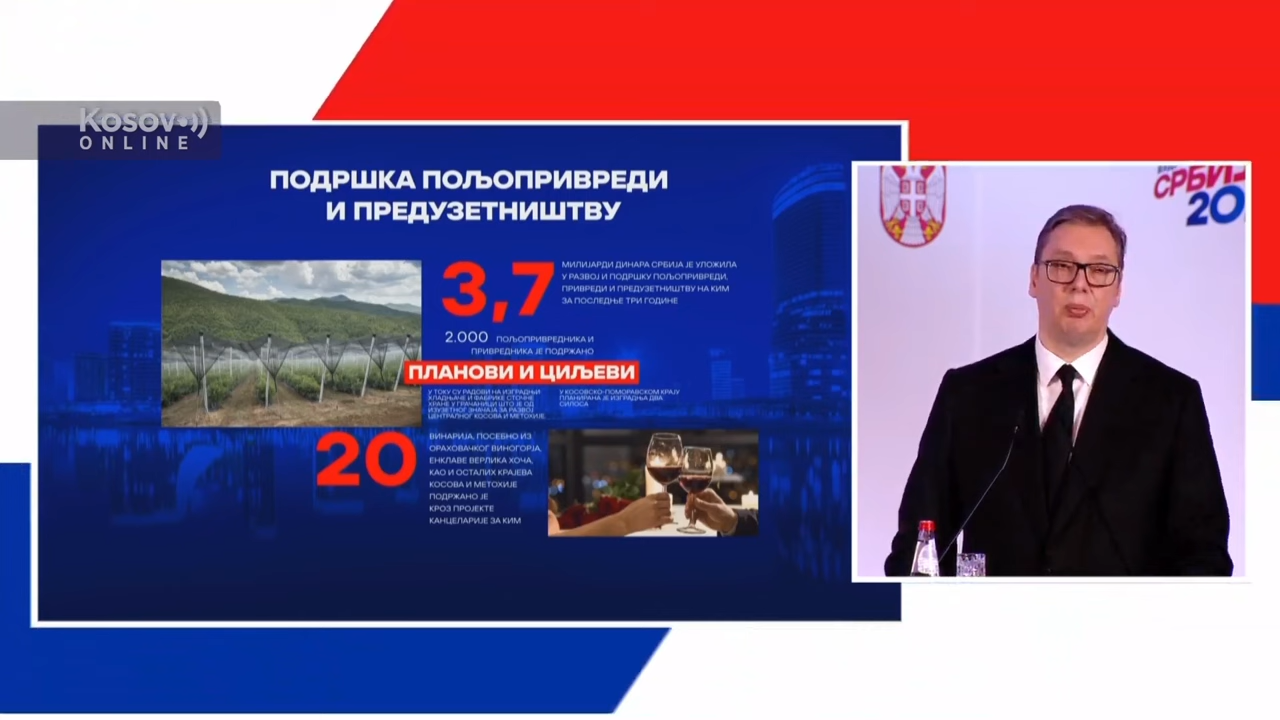 Kosovo
ONLINE
ПОДРШКА ПОЉОПРИВРЕДИ
И ПРЕДУЗЕТНИШТВУ
3,7
МИЛИЈАРДИ ДИНАРА СРБИЈА ЈЕ УЛОЖИЛА
У РАЗВОЈ И ПОДРШКУ ПОЉОПРИВРЕДИ,
ПРИВРЕДИ И ПРЕДУЗЕТНИШТВУ НА КИМ
ЗА ПОСЛЕДЊЕ ТРИ ГОДИНЕ
2.000 ПОЉОПРИВРЕДНИКА И
ПРИВРЕДНИКА ЈЕ ПОДРЖАНО
ПЛАНОВИ И ЦИЉЕВИ
У ТОКУ СУ РАДОВИ НА ИЗГРАДЊИ
ХЛАДЊАЧЕ И ФАБРИКЕ СТОЧНЕ
ХРАНЕ У ГРАЧАНИЦИ ШТО ЈЕ ОД
ИЗУЗЕТНОГ ЗНАЧАЈА ЗА РАЗВОЈ
ЦЕНТРАЛНОГ КОСОВА И МЕТОХИЈЕ.
У КОСОВСКО-ПОМОРАВСКОМ КРАЈУ
ПЛАНИРАНА ЈЕ ИЗГРАДЊА ДВА
СИЛОСА
20
ВИНАРИЈА, ПОСЕБНО ИЗ
ОРАХОВАЧКОГ ВИНОГОРЈА,
ЕНКЛАВЕ ВЕРЛИКА ХОЧА,
КАО И ОСТАЛИХ КРАЈЕВА
КОСОВА И МЕТОХИЈЕ
ПОДРЖАНО ЈЕ
КРОЗ ПРОЈЕКТЕ
КАНЦЕЛАРИЈЕ ЗА КИМ
СРБИЈ
20